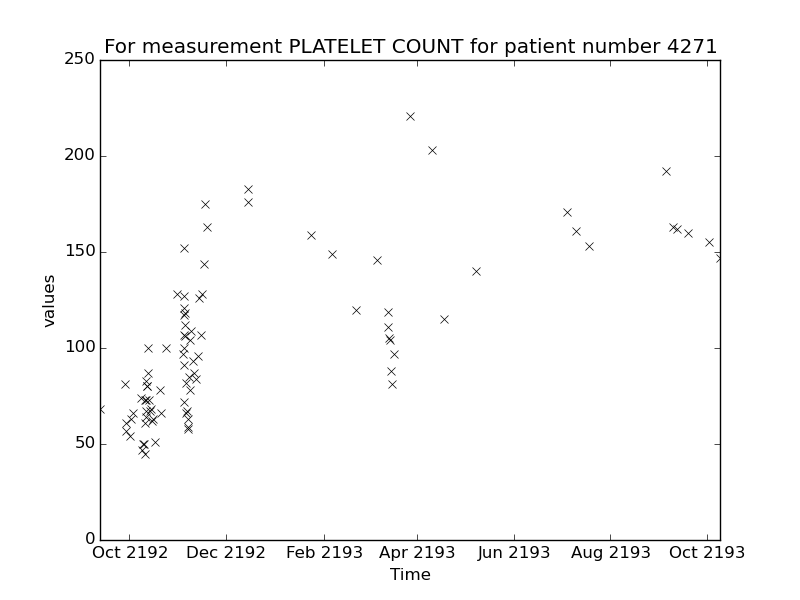 For measurement PLATELET COUNT for patient number 4271
250
200
150
100
50
0
values
Oct 2192 Dec 2192 Feb 2193 Apr 2193 Jun 2193 Aug 2193 Oct 2193
Time